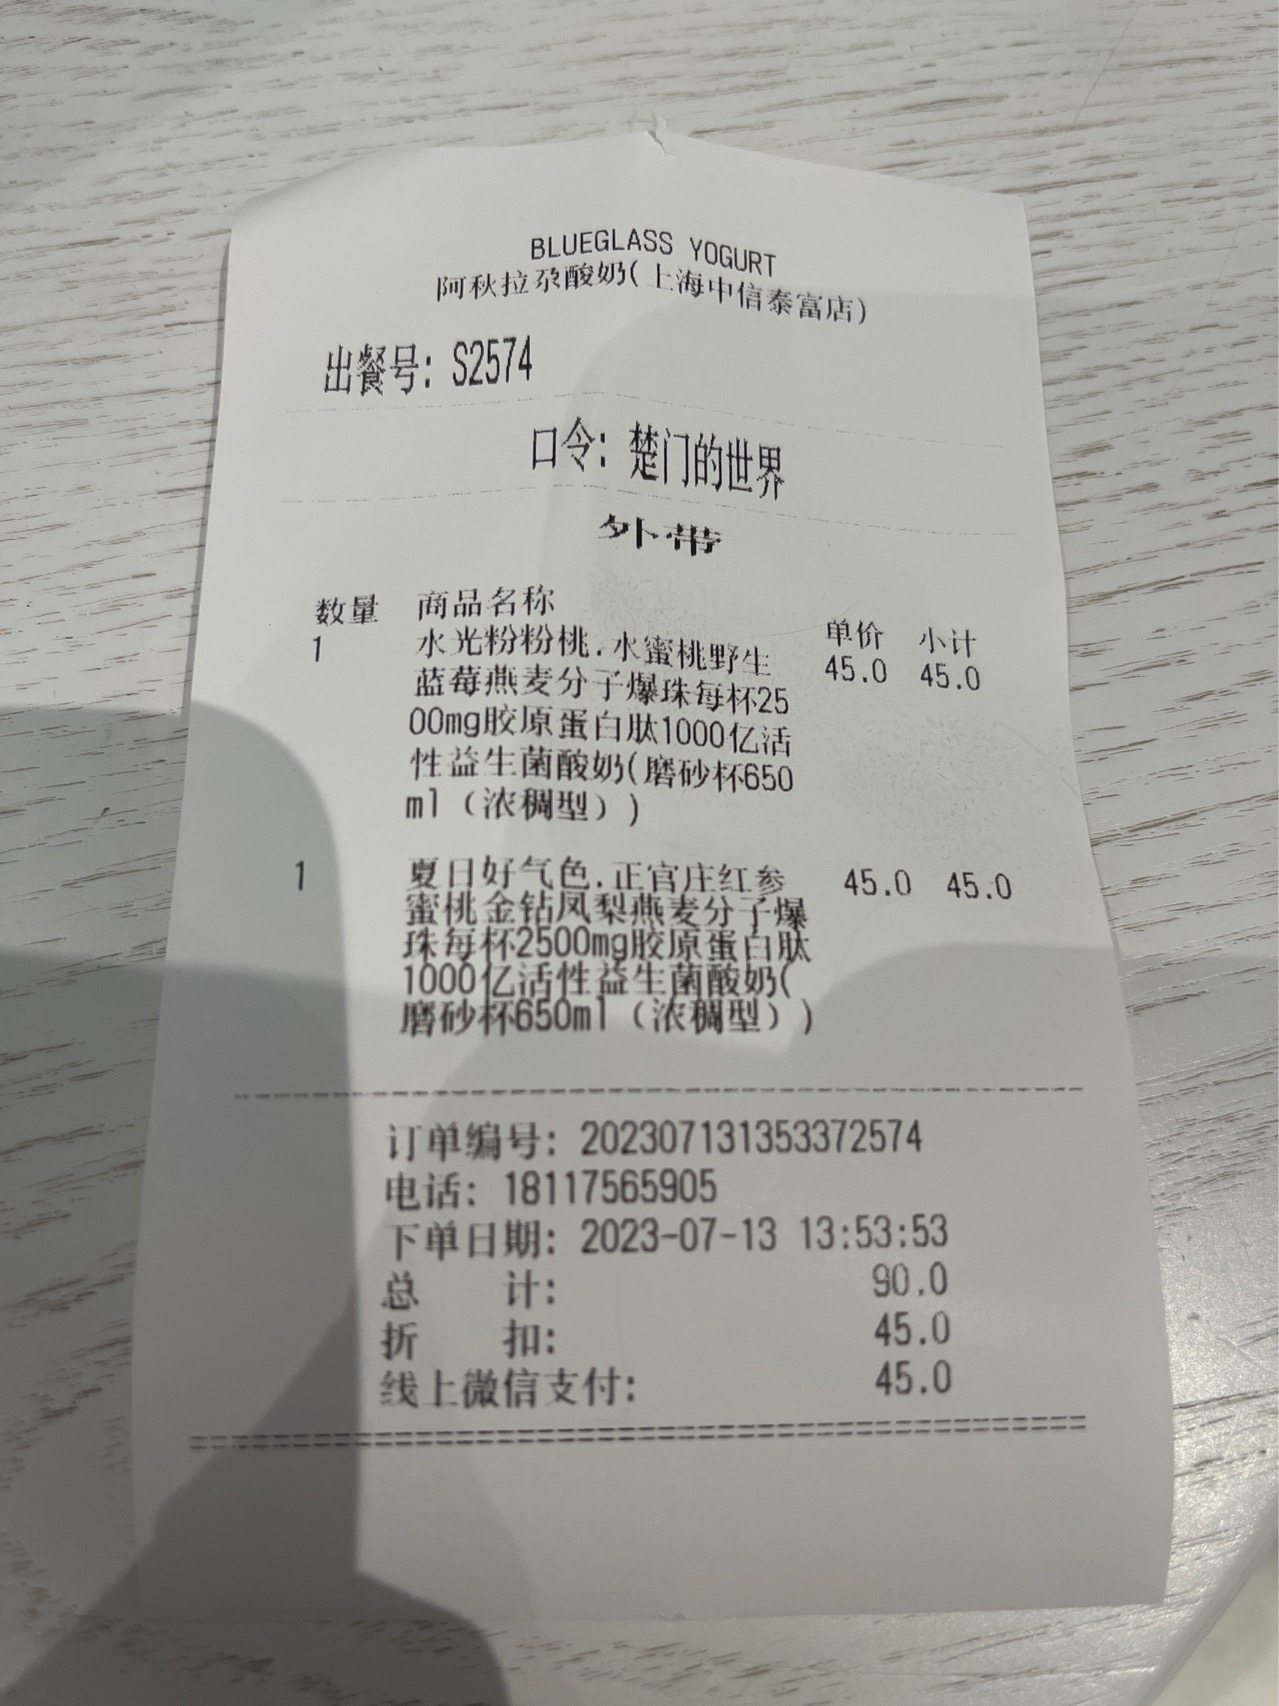 BLUEGLASS YOGURT
阿秋拉尕酸奶(上海中信泰富店)
出餐号: S2574
口令: 楚门的世界
外带
数量 商品名称 单价 小计
1 水光粉粉桃.水蜜桃野生 45.0 45.0
蓝莓燕麦分子爆珠每杯25
00mg胶原蛋白肽1000亿活
性益生菌酸奶(磨砂杯650
ml（浓稠型）)
1 夏日好气色.正官庄红参 45.0 45.0
蜜桃金钻凤梨燕麦分子爆
珠每杯2500mg胶原蛋白肽
1000亿活性益生菌酸奶(
磨砂杯650ml（浓稠型）)
订单编号: 202307131353372574
电话: 18117565905
下单日期: 2023-07-13 13:53:53
总 计: 90.0
折 扣: 45.0
线上微信支付: 45.0